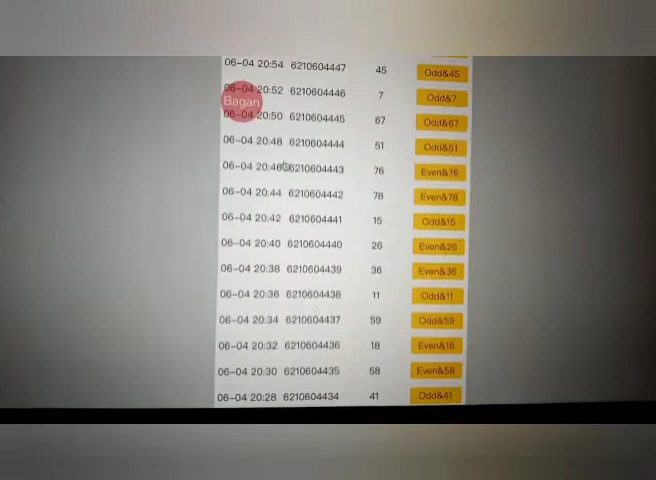 06-04 20:54 6210604447 45 Odd&45
06-04 20:52 6210604446 7 Odd&7
Bagan
06-04 20:50 6210604445 67 Odd&67
06-04 20:48 6210604444 51 Odd&51
06-04 20:46 6210604443 76 Even&76
06-04 20:44 6210604442 78 Even&78
06-04 20:42 6210604441 15 Odd&15
06-04 20:40 6210604440 26 Even&26
06-04 20:38 6210604439 36 Even&36
06-04 20:36 6210604438 11 Odd&11
06-04 20:34 6210604437 59 Odd&59
06-04 20:32 6210604436 18 Even&18
06-04 20:30 6210604435 58 Even&58
06-04 20:28 6210604434 41 Odd&41